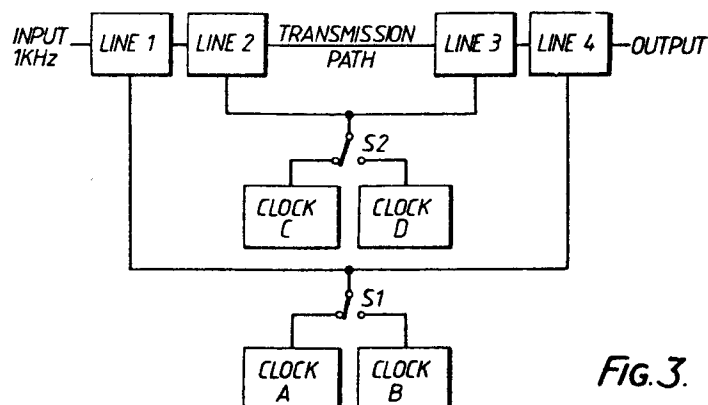 INPUT
1KHz
LINE 1
LINE 2
TRANSMISSION
PATH
LINE 3
LINE 4
OUTPUT
S2
CLOCK
C
CLOCK
D
S1
CLOCK
A
CLOCK
B
FIG.3.